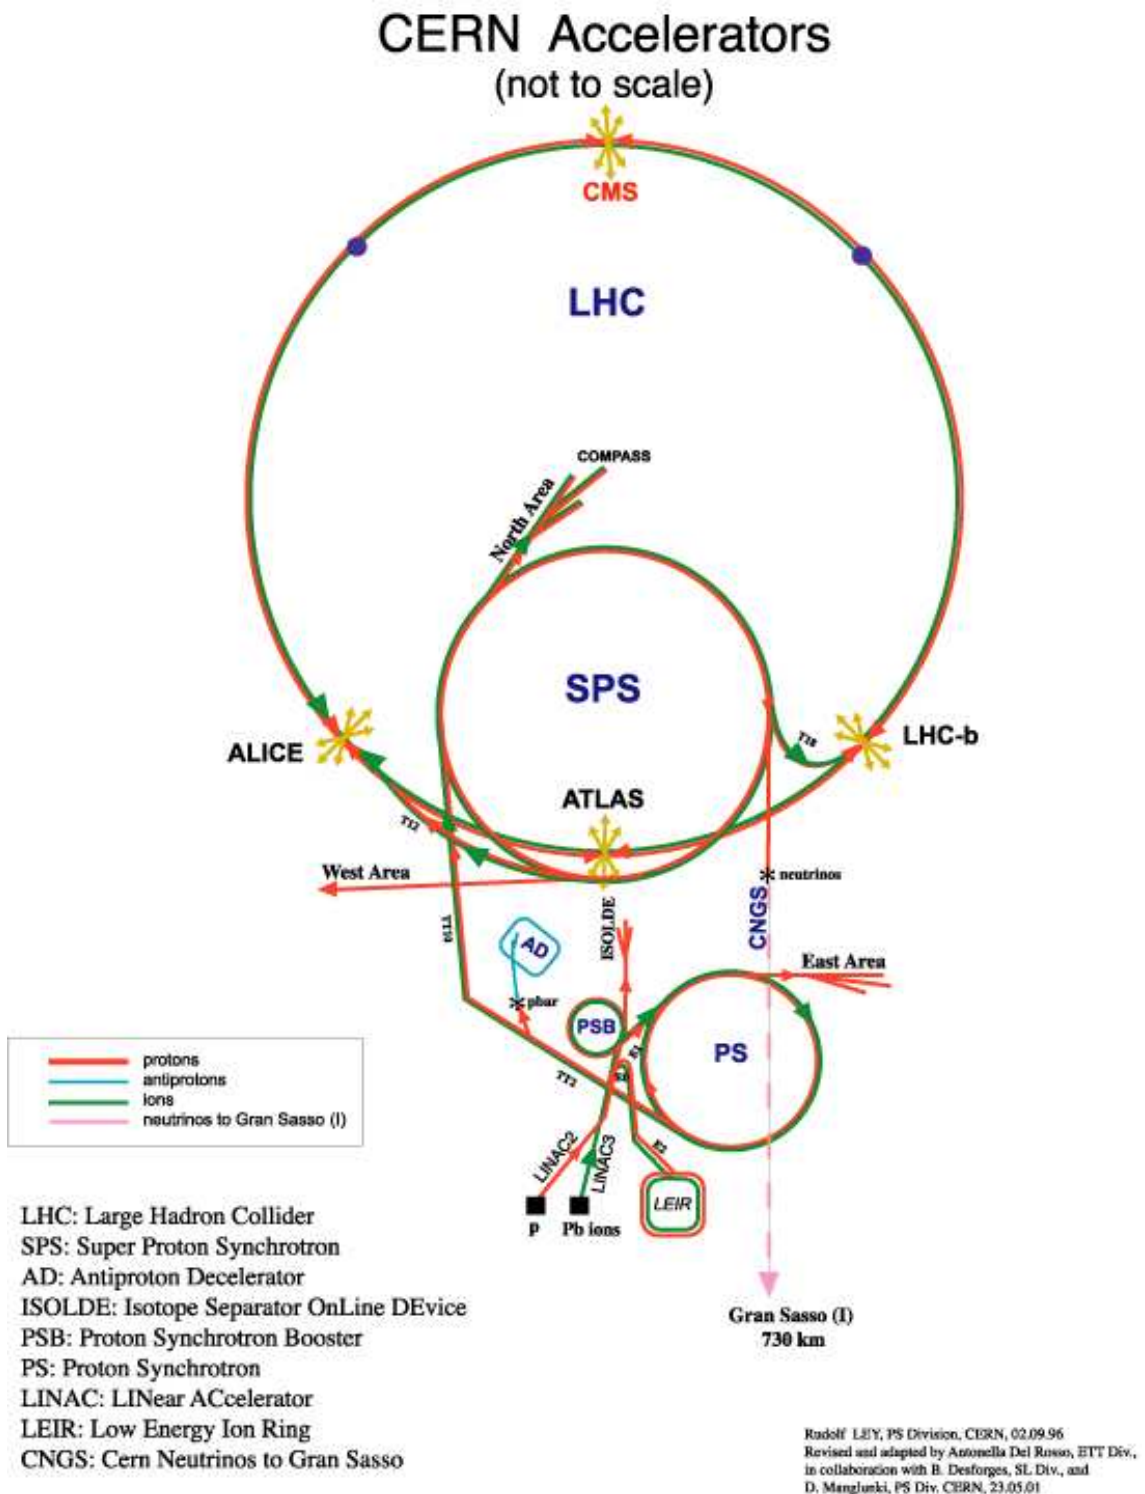 CERN Accelerators
(not to scale)
CMS
LHC
COMPASS
North Area
SPS
TI8
LHC-b
ALICE
ATLAS
TI2
West Area
neutrinos
CNGS
ISOLDE
TT10
AD
East Area
pbar
PSB
E1
PS
protons
antiprotons
ions
neutrinos to Gran Sasso (I)
TT2
E0
E2
LINAC2
LINAC3
LEIR
p
Pb ions
LHC: Large Hadron Collider
SPS: Super Proton Synchrotron
AD: Antiproton Decelerator
ISOLDE: Isotope Separator OnLine DEvice
PSB: Proton Synchrotron Booster
PS: Proton Synchrotron
LINAC: LINear ACcelerator
LEIR: Low Energy Ion Ring
CNGS: Cern Neutrinos to Gran Sasso
Gran Sasso (I)
730 km
Rudolf LEY, PS Division, CERN, 02.09.96
Revised and adapted by Antonella Del Rosso, ETT Div.,
in collaboration with B. Desforges, SL Div., and
D. Manglunki, PS Div. CERN, 23.05.01